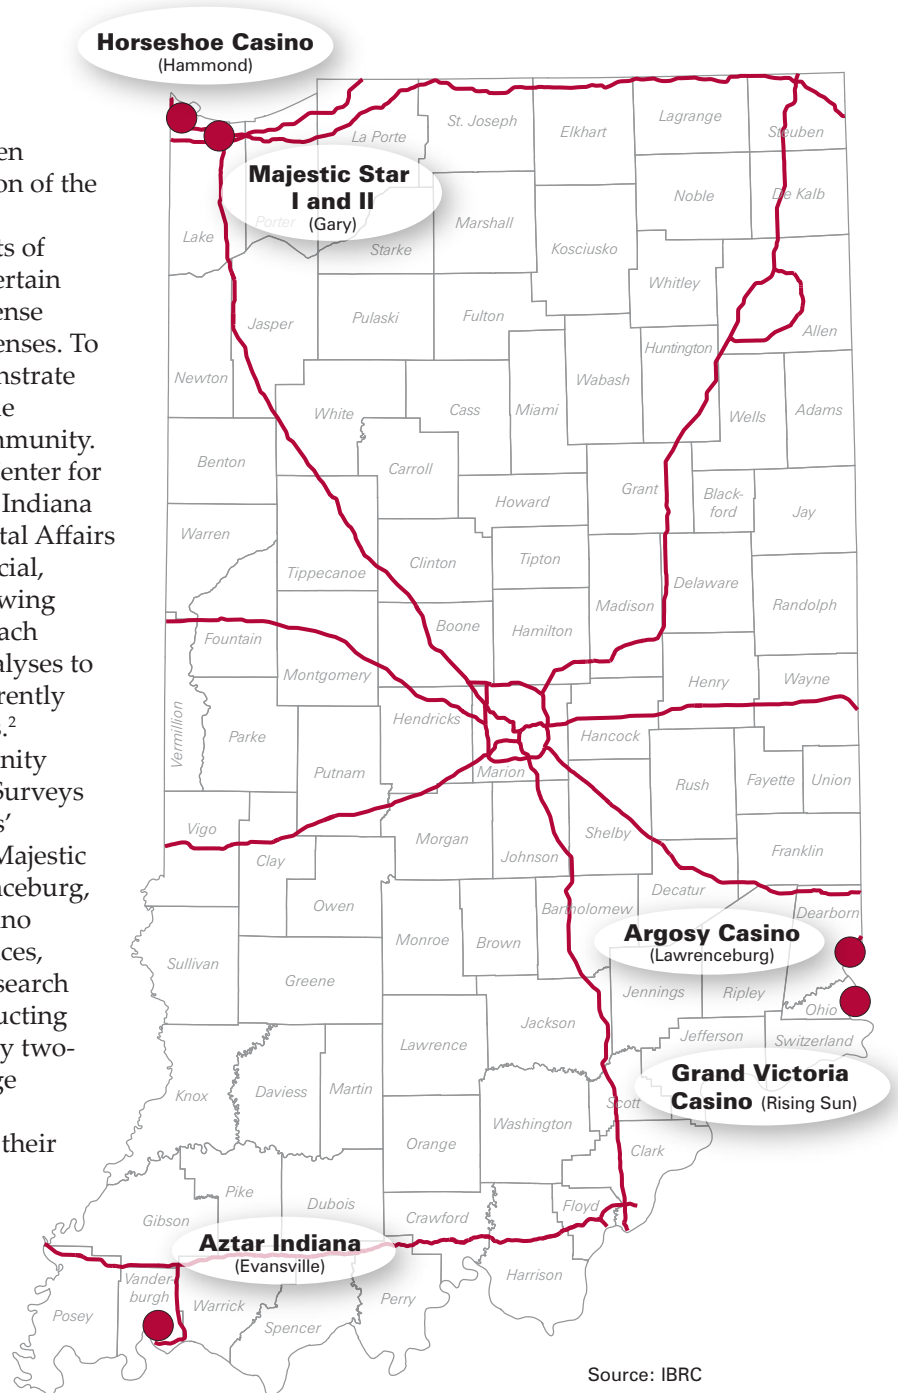 en
on of the
ts of
ertain
ense
enses. To
nstrate
e
mmunity.
Center for
Indiana
tal Affairs
cial,
wing
ach
alyses to
rently
s.²
nity
Surveys
s'
Majestic
nceburg,
ino
ces,
search
ucting
y two-
ge
their
Horseshoe Casino
(Hammond)
Majestic Star
I and II
(Gary)
La Porte
St. Joseph
Elkhart
Lagrange
Steuben
Lake
Porter
Starke
Marshall
Kosciusko
Noble
De Kalb
Whitley
Allen
Jasper
Pulaski
Fulton
Huntington
Newton
White
Cass
Miami
Wabash
Wells
Adams
Benton
Carroll
Howard
Grant
Black-
ford
Jay
Warren
Tippecanoe
Clinton
Tipton
Madison
Delaware
Randolph
Fountain
Montgomery
Boone
Hamilton
Henry
Wayne
Vermillion
Parke
Putnam
Hendricks
Marion
Hancock
Rush
Fayette
Union
Vigo
Clay
Morgan
Johnson
Shelby
Franklin
Owen
Monroe
Brown
Bartholomew
Decatur
Dearborn
Argosy Casino
(Lawrenceburg)
Sullivan
Greene
Jackson
Jennings
Ripley
Ohio
Lawrence
Jefferson
Switzerland
Grand Victoria
Casino (Rising Sun)
Knox
Daviess
Martin
Orange
Washington
Scott
Clark
Pike
Dubois
Crawford
Floyd
Gibson
Aztar Indiana
(Evansville)
Harrison
Posey
Vander-
burgh
Warrick
Spencer
Perry
Source: IBRC